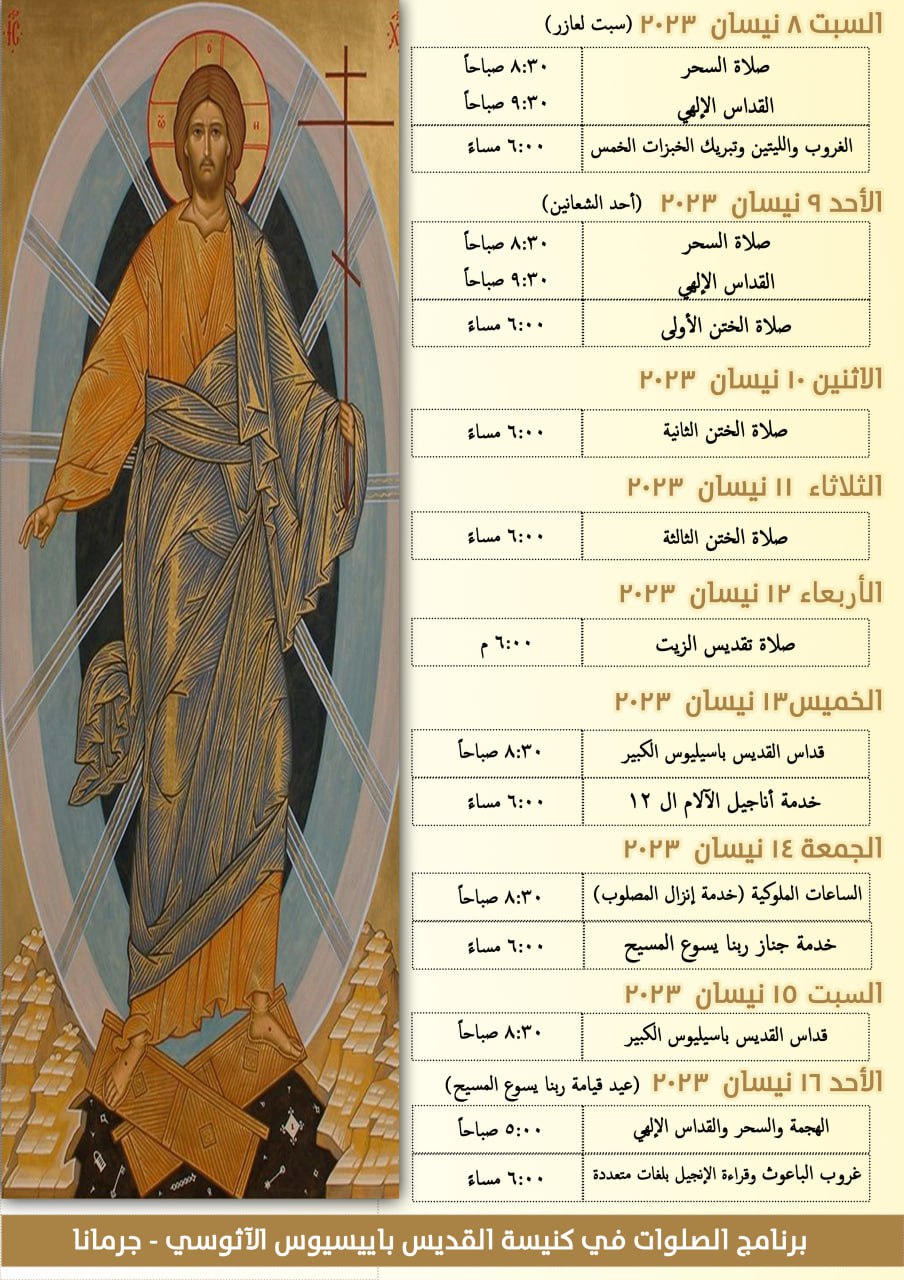 السبت ٨ نيسان ٢٠٢٣ (سبت لعازر)
صلاة السحر ٨:٣٠ صباحاً
القداس الإلهي ٩:٣٠ صباحاً
الغروب والليتين وتبريك الخبزات الخمس ٦:٠٠ مساءً
الأحد ٩ نيسان ٢٠٢٣ (أحد الشعانين)
صلاة السحر ٨:٣٠ صباحاً
القداس الإلهي ٩:٣٠ صباحاً
صلاة الختن الأولى ٦:٠٠ مساءً
الاثنين ١٠ نيسان ٢٠٢٣
صلاة الختن الثانية ٦:٠٠ مساءً
الثلاثاء ١١ نيسان ٢٠٢٣
صلاة الختن الثالثة ٦:٠٠ مساءً
الأربعاء ١٢ نيسان ٢٠٢٣
صلاة تقديس الزيت ٦:٠٠ م
الخميس١٣ نيسان ٢٠٢٣
قداس القديس باسيليوس الكبير ٨:٣٠ صباحاً
خدمة أناجيل الآلام ال ١٢ ٦:٠٠ مساءً
الجمعة ١٤ نيسان ٢٠٢٣
الساعات الملوكية (خدمة إنزال المصلوب) ٨:٣٠ صباحاً
خدمة جناز ربنا يسوع المسيح ٦:٠٠ مساءً
السبت ١٥ نيسان ٢٠٢٣
قداس القديس باسيليوس الكبير ٨:٣٠ صباحاً
الأحد ١٦ نيسان ٢٠٢٣ (عيد قيامة ربنا يسوع المسيح)
الهجمة والسحر والقداس الإلهي ٥:٠٠ صباحاً
غروب الباعوث وقراءة الإنجيل بلغات متعددة ٦:٠٠ مساءً
برنامج الصلوات في كنيسة القديس باييسيوس الآثوسي - جرمانا